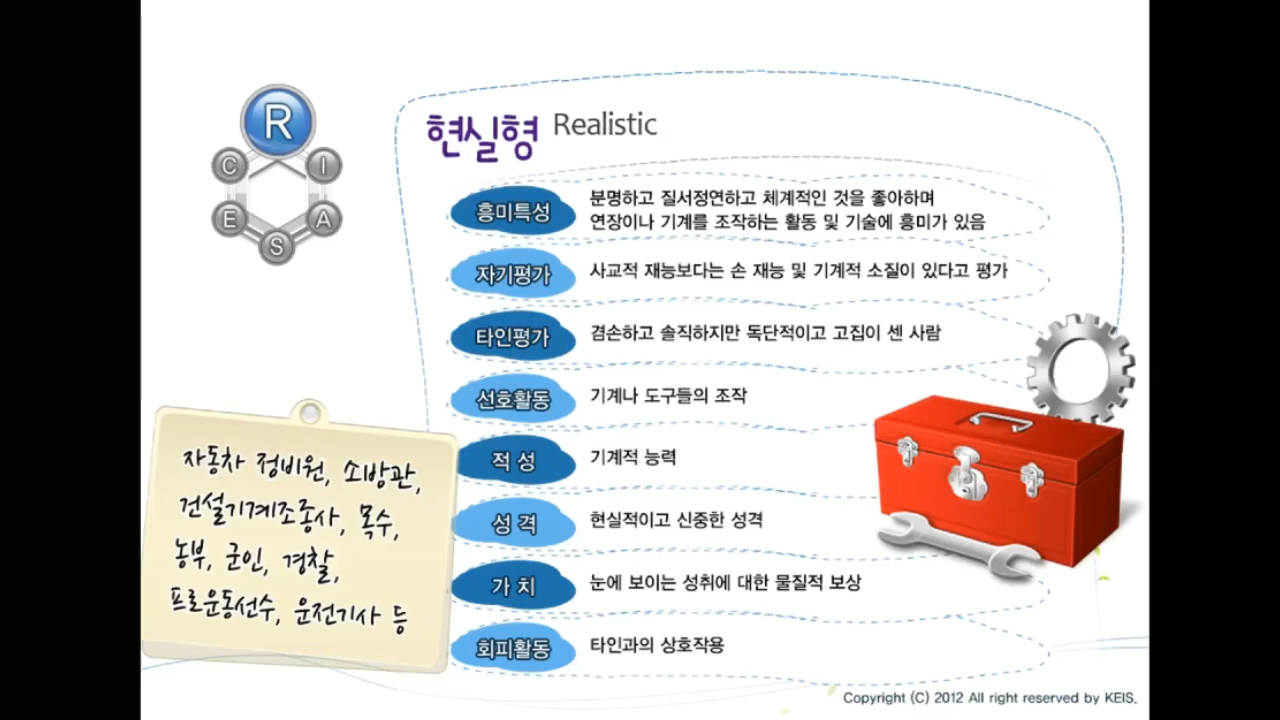 R
C
I
E
A
S
현실형 Realistic
흥미특성
분명하고 질서정연하고 체계적인 것을 좋아하며
연장이나 기계를 조작하는 활동 및 기술에 흥미가 있음
자기평가
사교적 재능보다는 손 재능 및 기계적 소질이 있다고 평가
타인평가
겸손하고 솔직하지만 독단적이고 고집이 센 사람
선호활동
기계나 도구들의 조작
적 성
기계적 능력
성 격
현실적이고 신중한 성격
가 치
눈에 보이는 성취에 대한 물질적 보상
회피활동
타인과의 상호작용
자동차 정비원, 소방관,
건설기계조종사, 목수,
농부, 군인, 경찰,
프로운동선수, 운전기사 등
Copyright (C) 2012 All right reserved by KEIS.